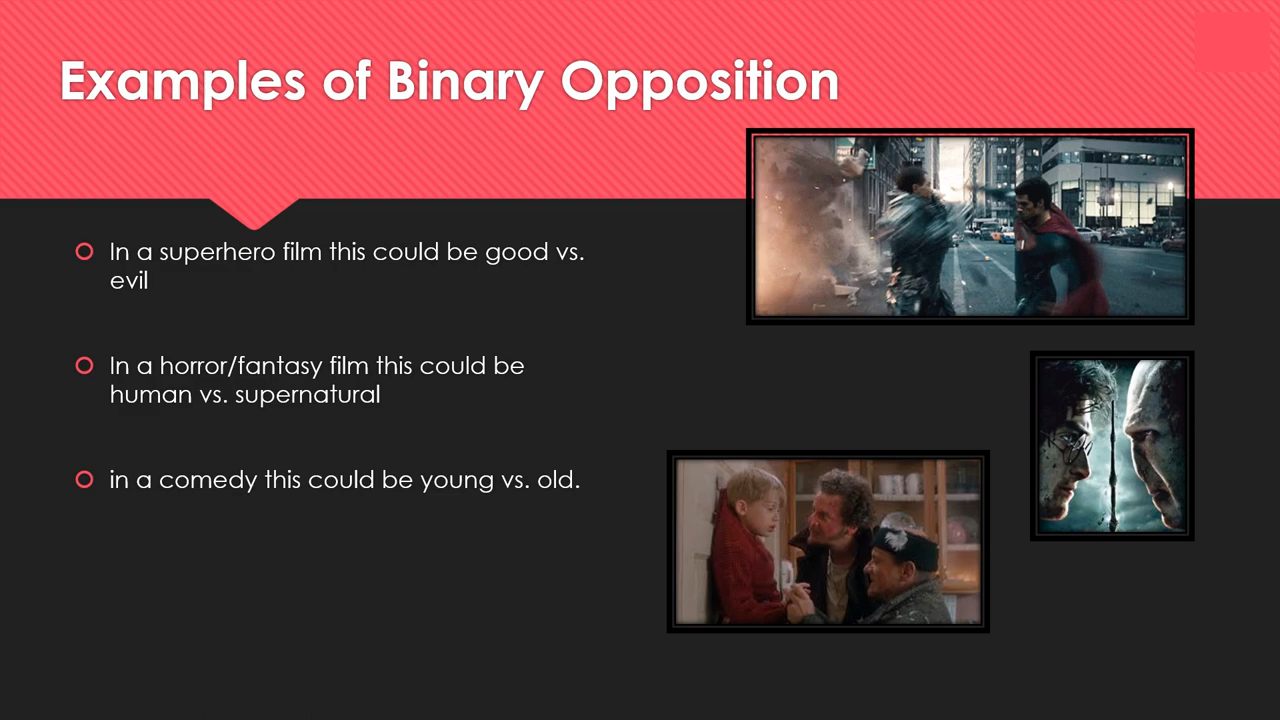 Examples of Binary Opposition
In a superhero film this could be good vs.
evil
In a horror/fantasy film this could be
human vs. supernatural
in a comedy this could be young vs. old.